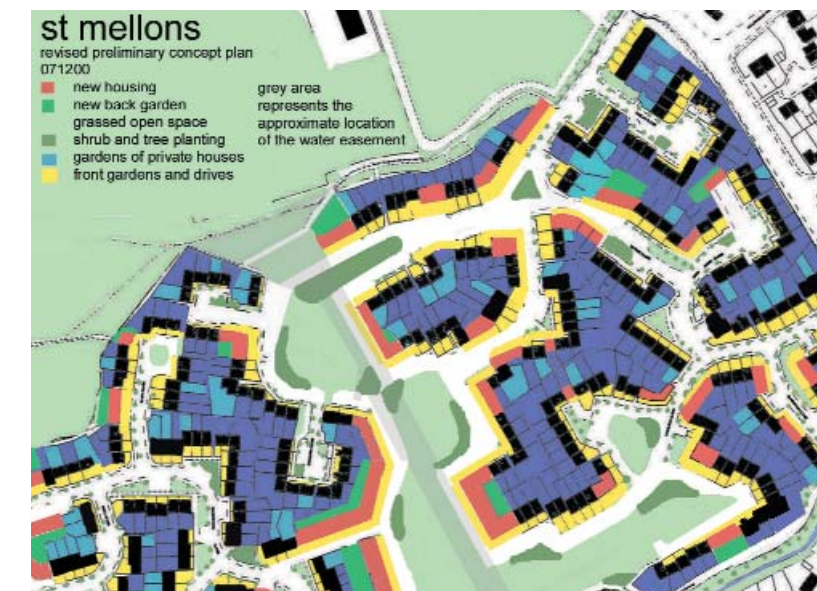 st mellons
revised preliminary concept plan
071200
new housing
new back garden
grassed open space
shrub and tree planting
gardens of private houses
front gardens and drives
grey area
represents the
approximate location
of the water easement